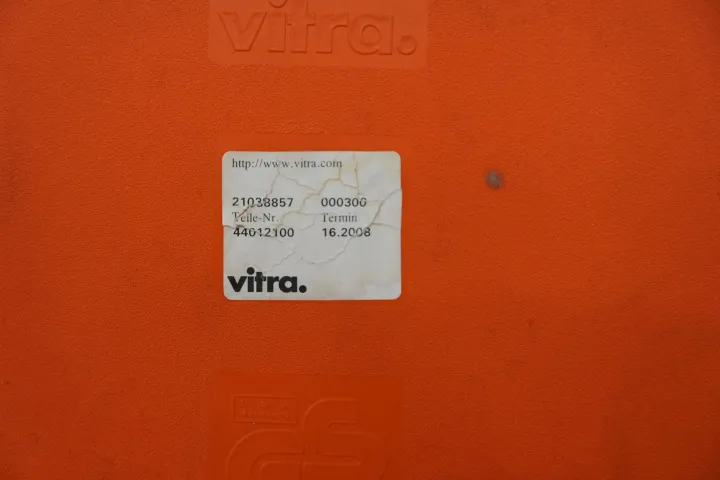 vitra.
http://www.vitra.com
21038857 000300
Teile-Nr. Termin
44012100 16.2008
vitra.